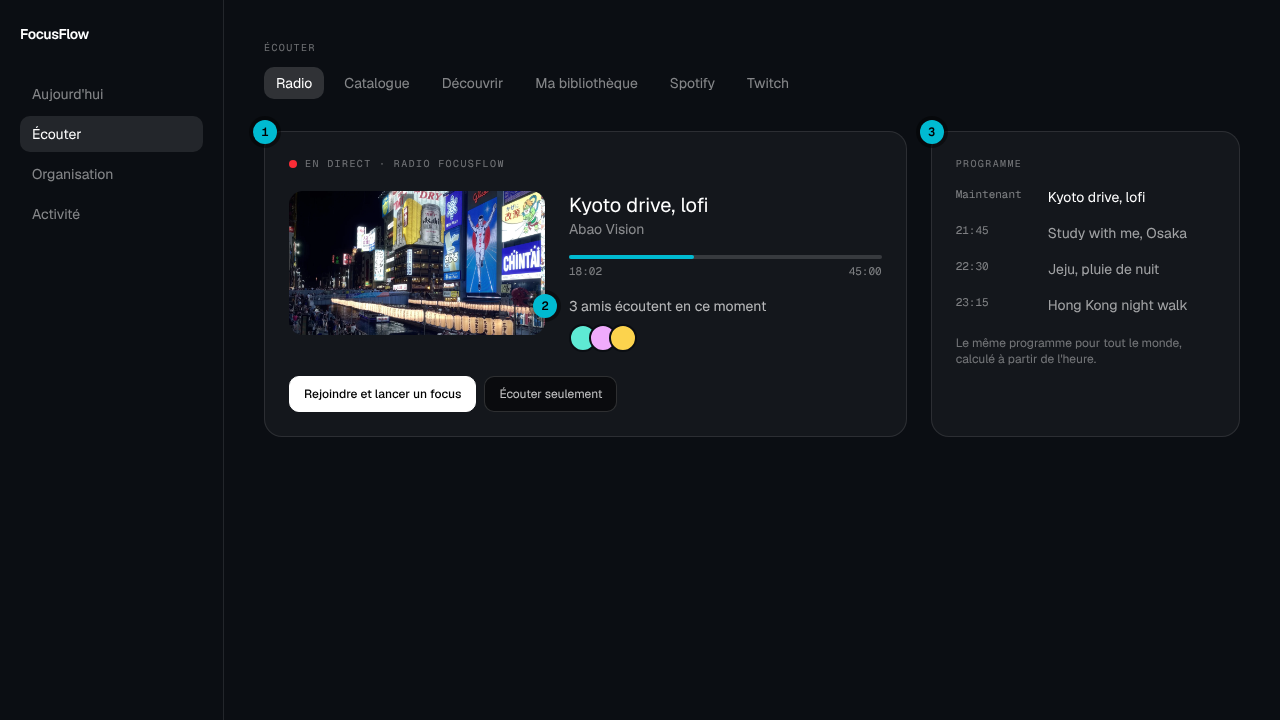 FocusFlow
Aujourd'hui
Écouter
Organisation
Activité
ÉCOUTER
Radio
Catalogue
Découvrir
Ma bibliothèque
Spotify
Twitch
1
EN DIRECT · RADIO FOCUSFLOW
DRY
CHINTAI
Kyoto drive, lofi
Abao Vision
18:02
45:00
2
3 amis écoutent en ce moment
Rejoindre et lancer un focus
Écouter seulement
3
PROGRAMME
Maintenant
Kyoto drive, lofi
21:45
Study with me, Osaka
22:30
Jeju, pluie de nuit
23:15
Hong Kong night walk
Le même programme pour tout le monde,
calculé à partir de l'heure.